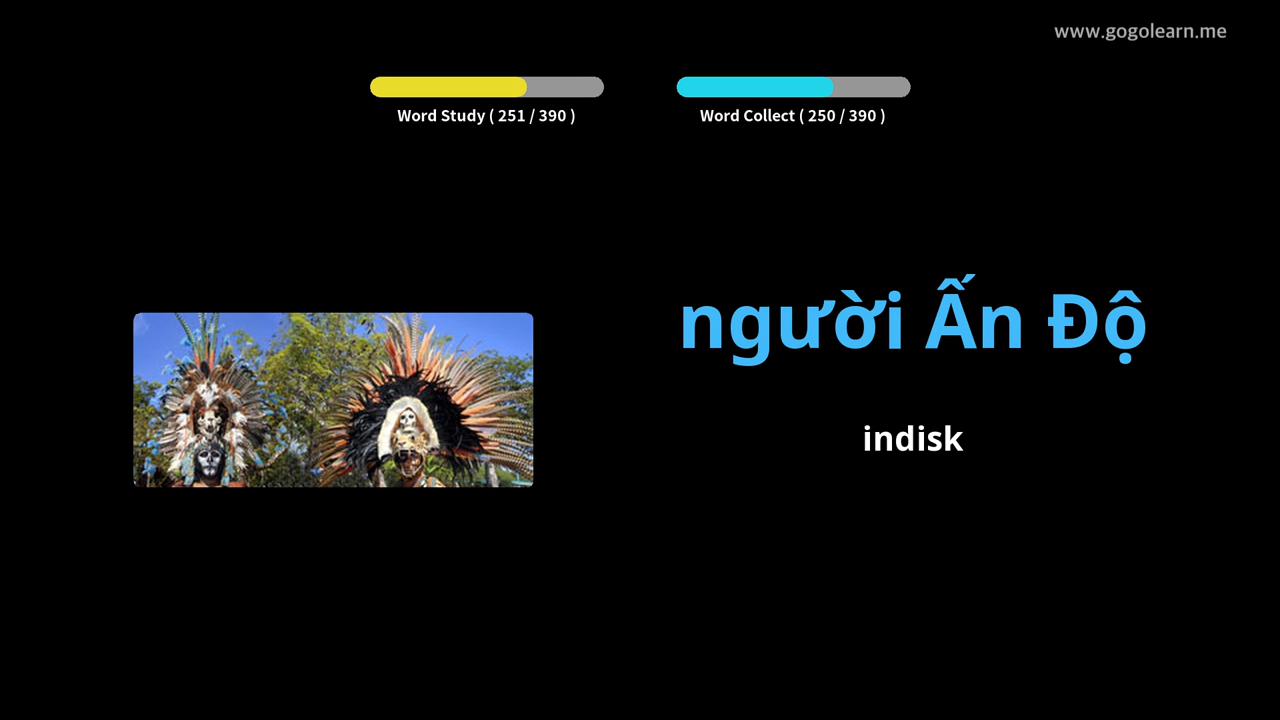 www.gogolearn.me
Word Study ( 251 / 390 )
Word Collect ( 250 / 390 )
người Ấn Độ
indisk